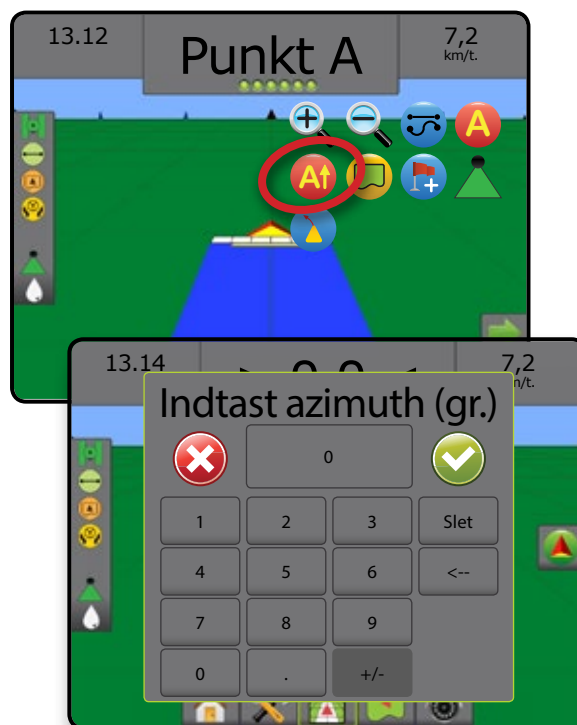 13.12
Punkt A
7,2
km/t.
A
A
13.14
7,2
/t.
Indtast azimuth (gr.)
0
1 2 3 Slet
4 5 6 <--
7 8 9
0 . +/-